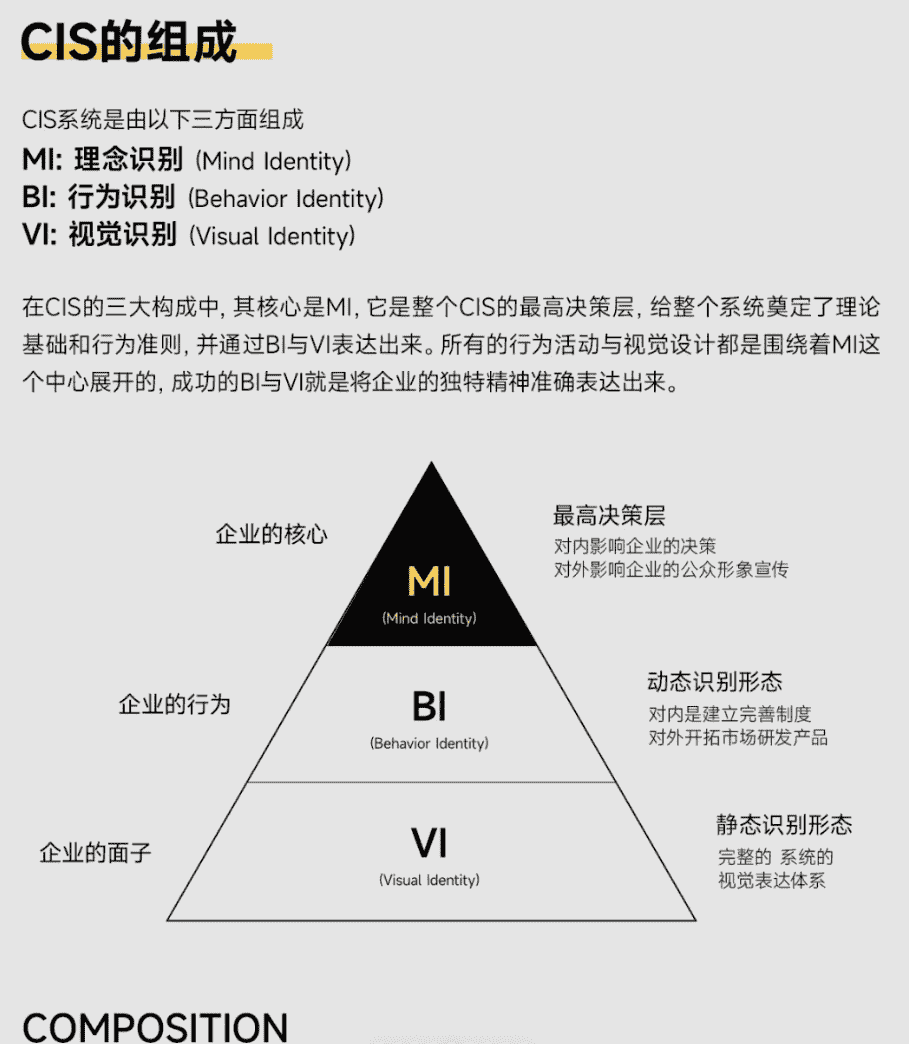 CIS的组成
CIS系统是由以下三方面组成
MI: 理念识别 (Mind Identity)
BI: 行为识别 (Behavior Identity)
VI: 视觉识别 (Visual Identity)
在CIS的三大构成中, 其核心是MI, 它是整个CIS的最高决策层, 给整个系统奠定了理论
基础和行为准则, 并通过BI与VI表达出来。所有的行为活动与视觉设计都是围绕着MI这
个中心展开的, 成功的BI与VI就是将企业的独特精神准确表达出来。
企业的核心
MI
(Mind Identity)
最高决策层
对内影响企业的决策
对外影响企业的公众形象宣传
企业的行为
BI
(Behavior Identity)
动态识别形态
对内是建立完善制度
对外开拓市场研发产品
企业的面子
VI
(Visual Identity)
静态识别形态
完整的 系统的
视觉表达体系
COMPOSITION